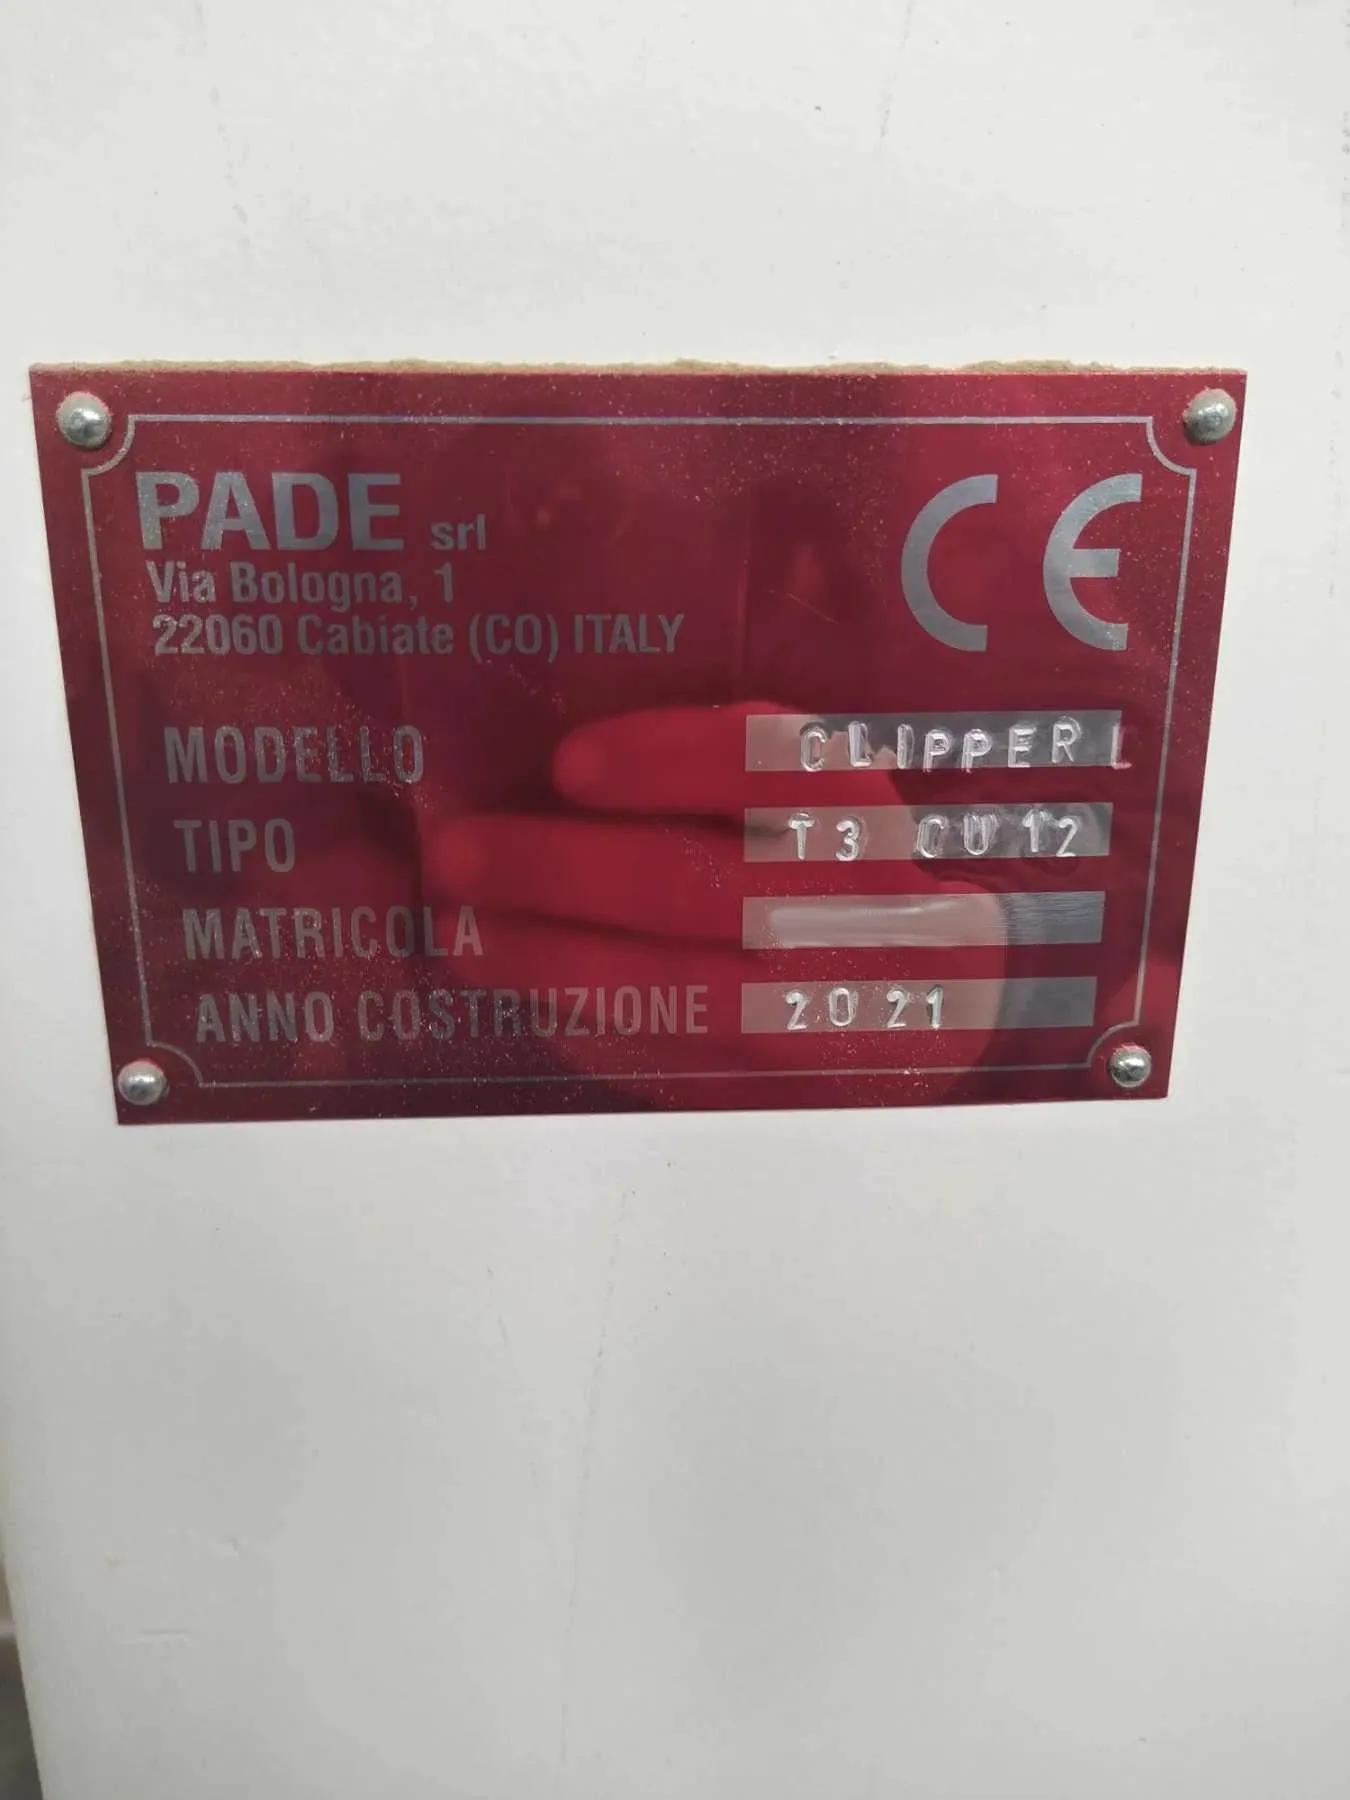 PADE srl
CE
Via Bologna, 1
22060 Cabiate (CO) ITALY
MODELLO CLIPPER L
TIPO T3 CU 12
MATRICOLA
ANNO COSTRUZIONE 2021